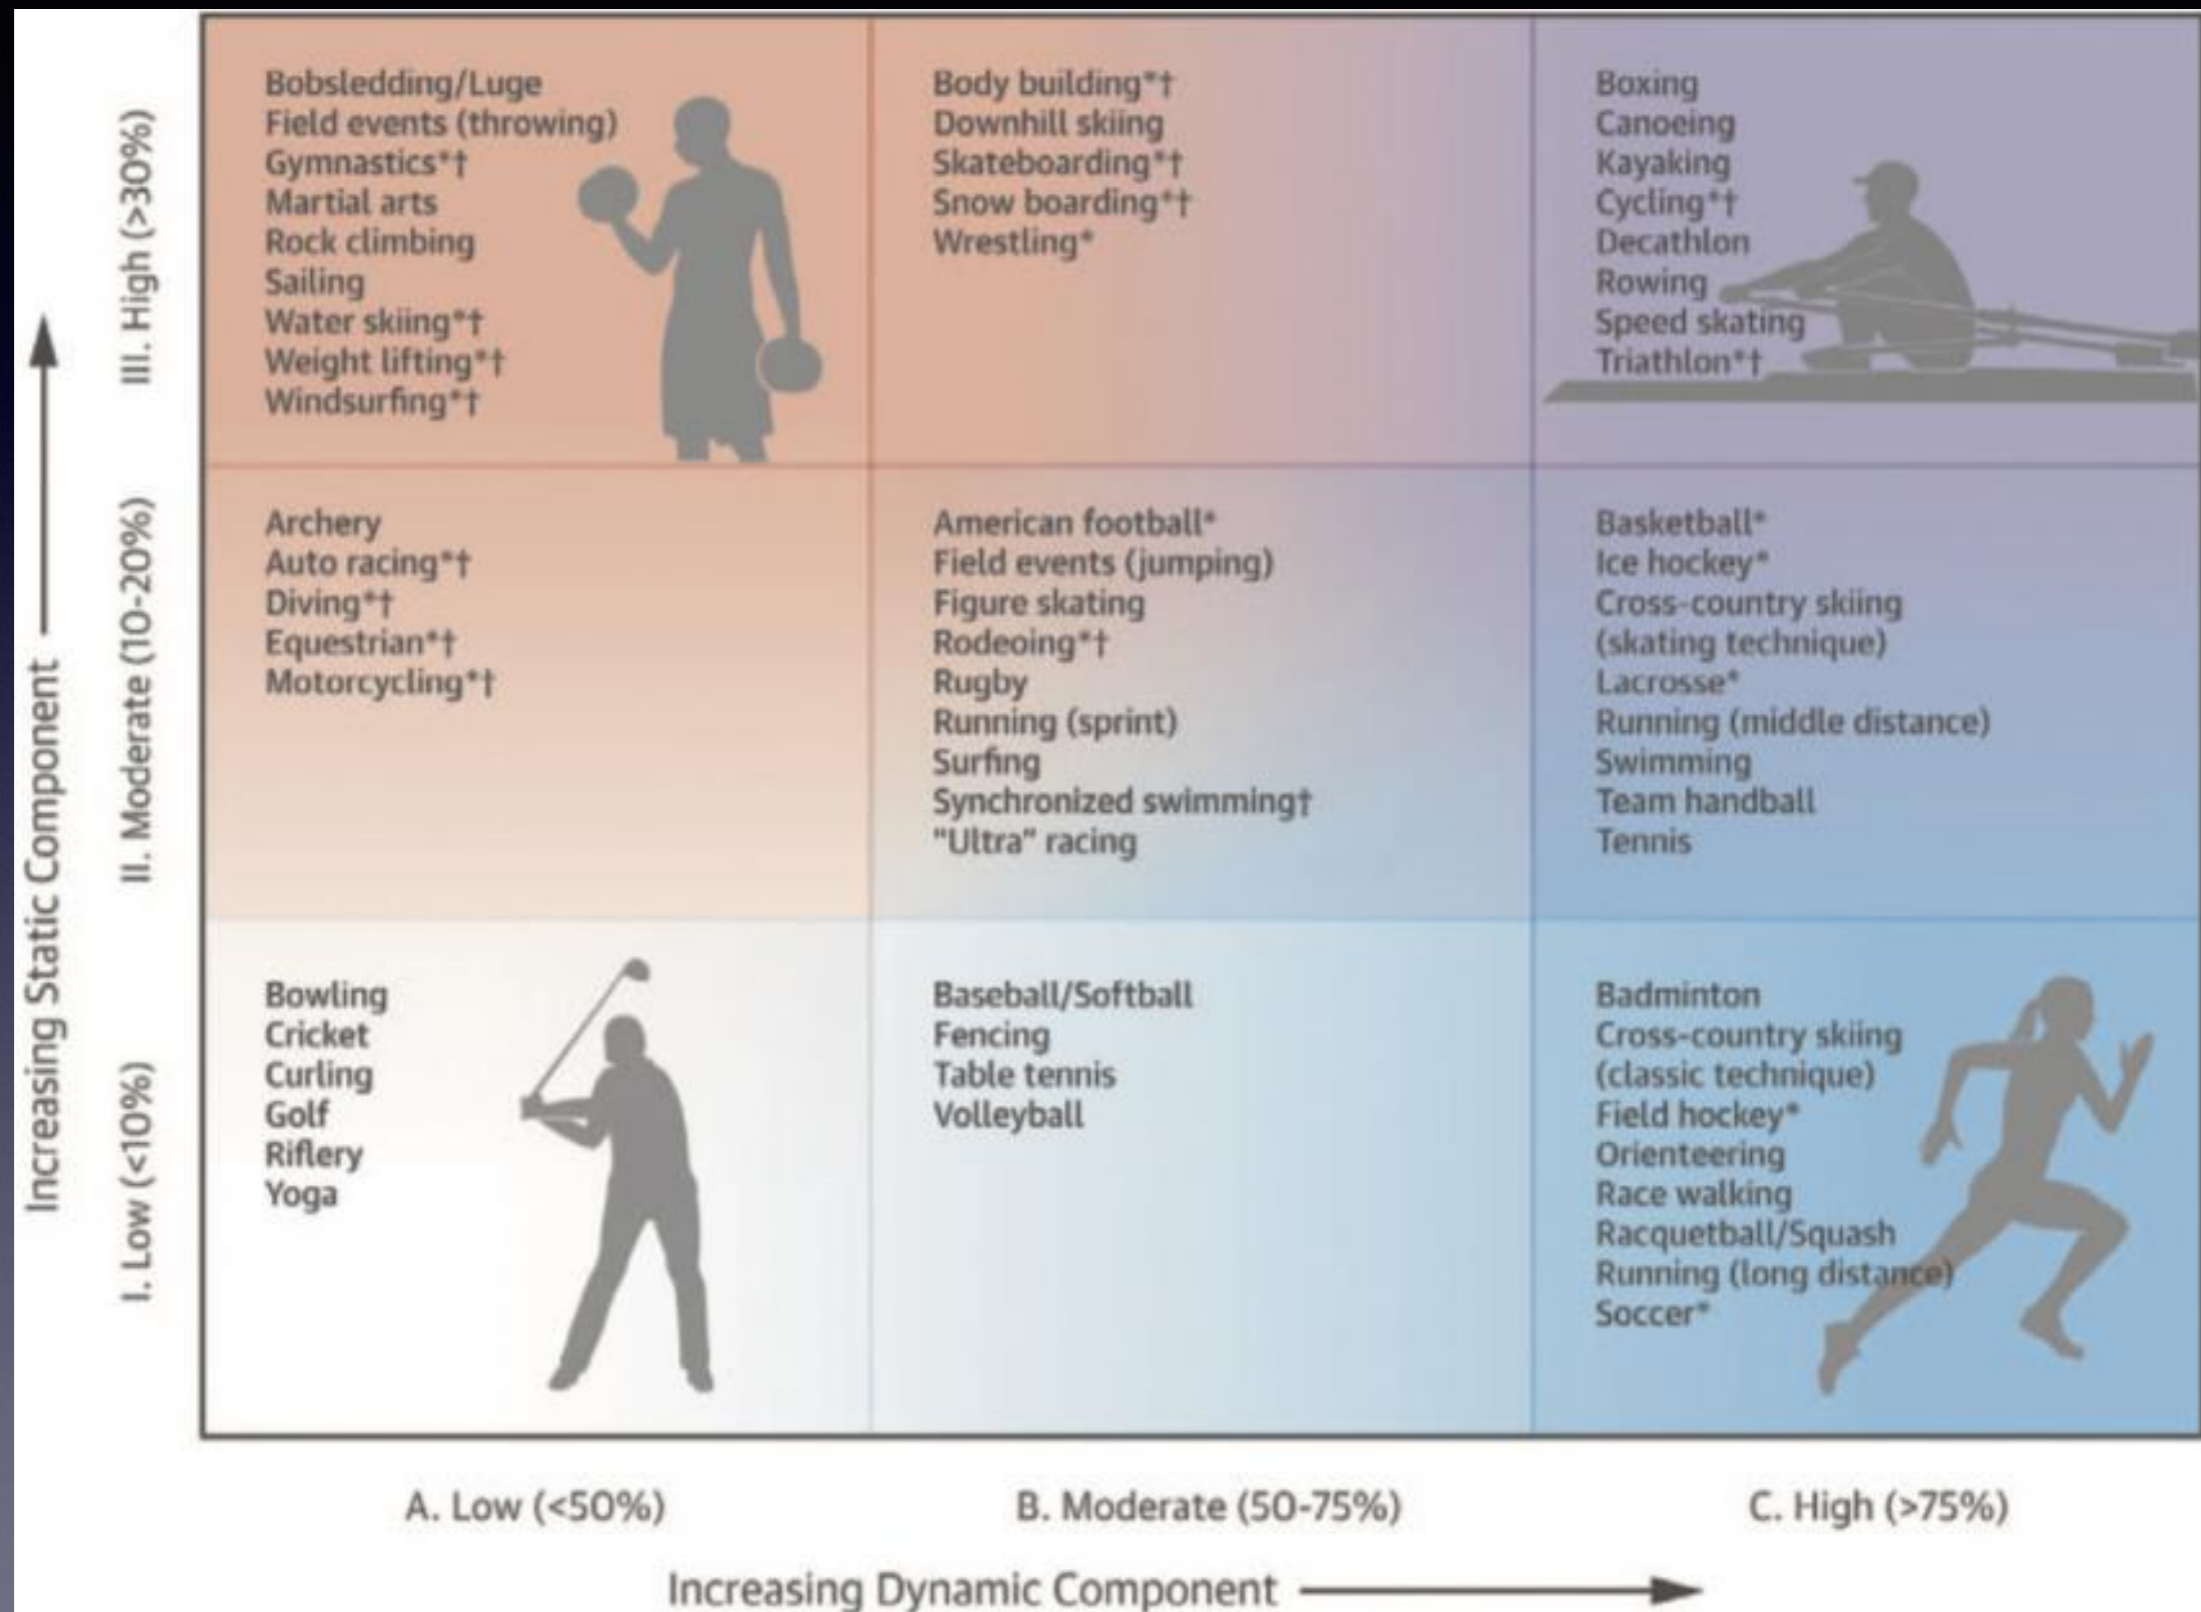 Increasing Static Component
III. High (>30%)
Bobsledding/Luge
Field events (throwing)
Gymnastics*†
Martial arts
Rock climbing
Sailing
Water skiing*†
Weight lifting*†
Windsurfing*†
Body building*†
Downhill skiing
Skateboarding*†
Snow boarding*†
Wrestling*
Boxing
Canoeing
Kayaking
Cycling*†
Decathlon
Rowing
Speed skating
Triathlon*†
II. Moderate (10-20%)
Archery
Auto racing*†
Diving*†
Equestrian*†
Motorcycling*†
American football*
Field events (jumping)
Figure skating
Rodeoing*†
Rugby
Running (sprint)
Surfing
Synchronized swimming†
"Ultra" racing
Basketball*
Ice hockey*
Cross-country skiing
(skating technique)
Lacrosse*
Running (middle distance)
Swimming
Team handball
Tennis
I. Low (<10%)
Bowling
Cricket
Curling
Golf
Riflery
Yoga
Baseball/Softball
Fencing
Table tennis
Volleyball
Badminton
Cross-country skiing
(classic technique)
Field hockey*
Orienteering
Race walking
Racquetball/Squash
Running (long distance)
Soccer*
A. Low (<50%)
B. Moderate (50-75%)
C. High (>75%)
Increasing Dynamic Component